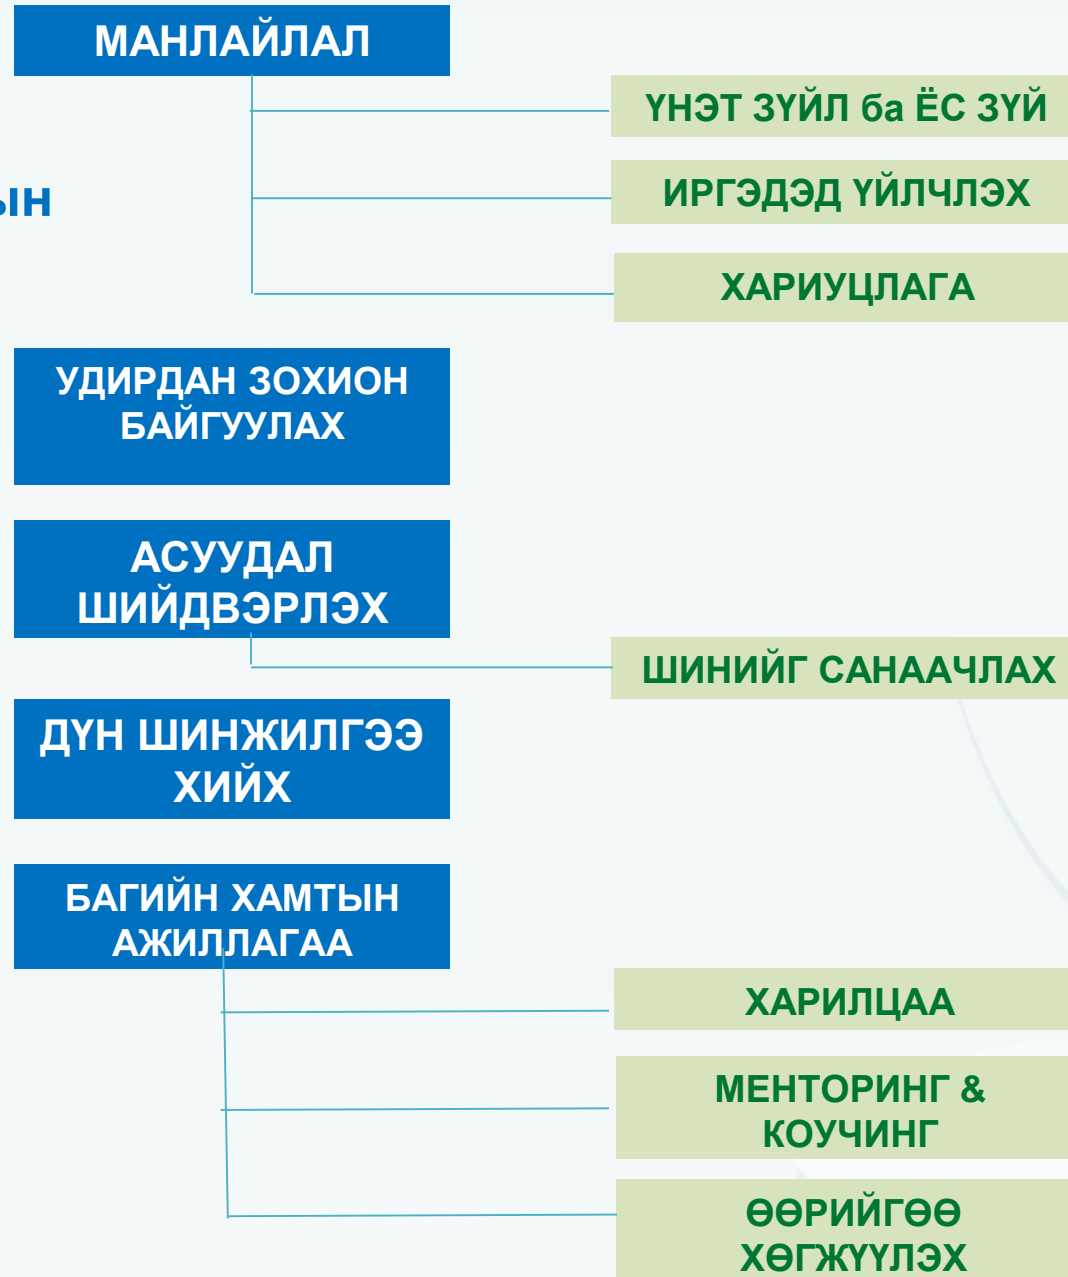 МАНЛАЙЛАЛ
ҮНЭТ ЗҮЙЛ ба ЁС ЗҮЙ
ИРГЭДЭД ҮЙЛЧЛЭХ
ХАРИУЦЛАГА
УДИРДАН ЗОХИОН
БАЙГУУЛАХ
АСУУДАЛ
ШИЙДВЭРЛЭХ
ШИНИЙГ САНААЧЛАХ
ДҮН ШИНЖИЛГЭЭ
ХИЙХ
БАГИЙН ХАМТЫН
АЖИЛЛАГАА
ХАРИЛЦАА
МЕНТОРИНГ &
КОУЧИНГ
ӨӨРИЙГӨӨ
ХӨГЖҮҮЛЭХ